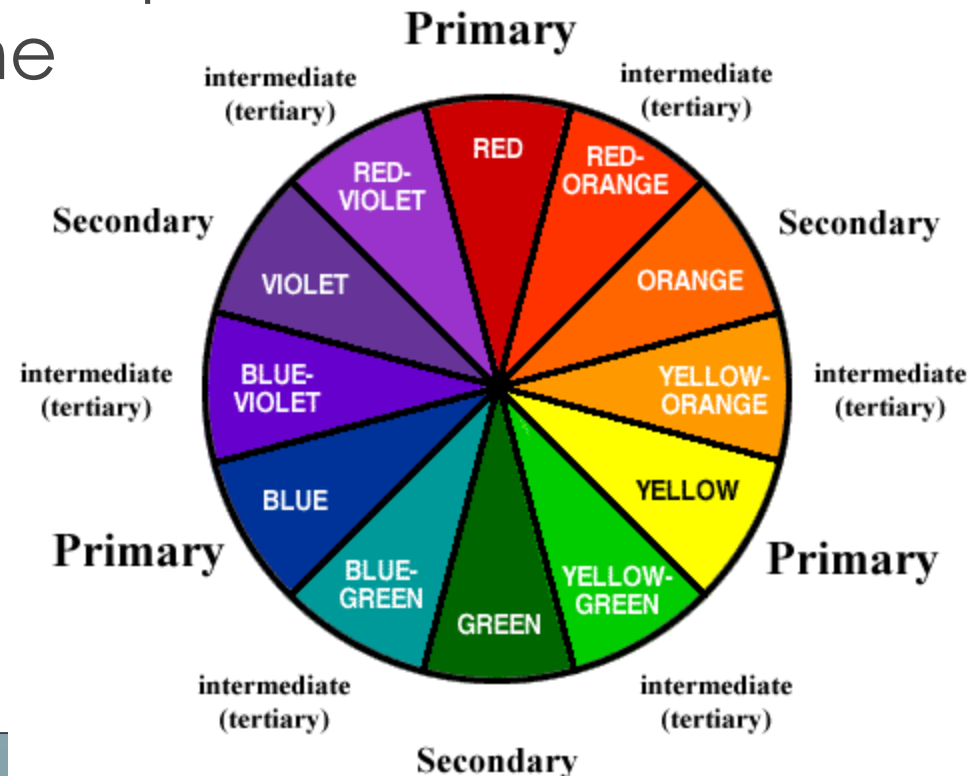 ne
Primary
intermediate
(tertiary)
intermediate
(tertiary)
RED
RED-
VIOLET
RED-
ORANGE
Secondary
Secondary
VIOLET
ORANGE
intermediate
(tertiary)
BLUE-
VIOLET
YELLOW-
ORANGE
intermediate
(tertiary)
BLUE
YELLOW
Primary
Primary
BLUE-
GREEN
YELLOW-
GREEN
GREEN
intermediate
(tertiary)
intermediate
(tertiary)
Secondary